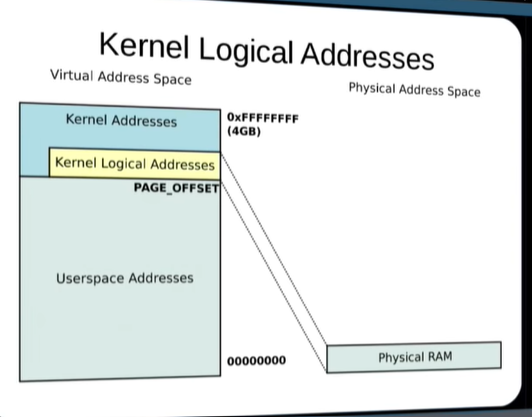 Kernel Logical Addresses
Virtual Address Space
Physical Address Space
Kernel Addresses
0xFFFFFFFF
(4GB)
Kernel Logical Addresses
PAGE_OFFSET
Userspace Addresses
00000000
Physical RAM